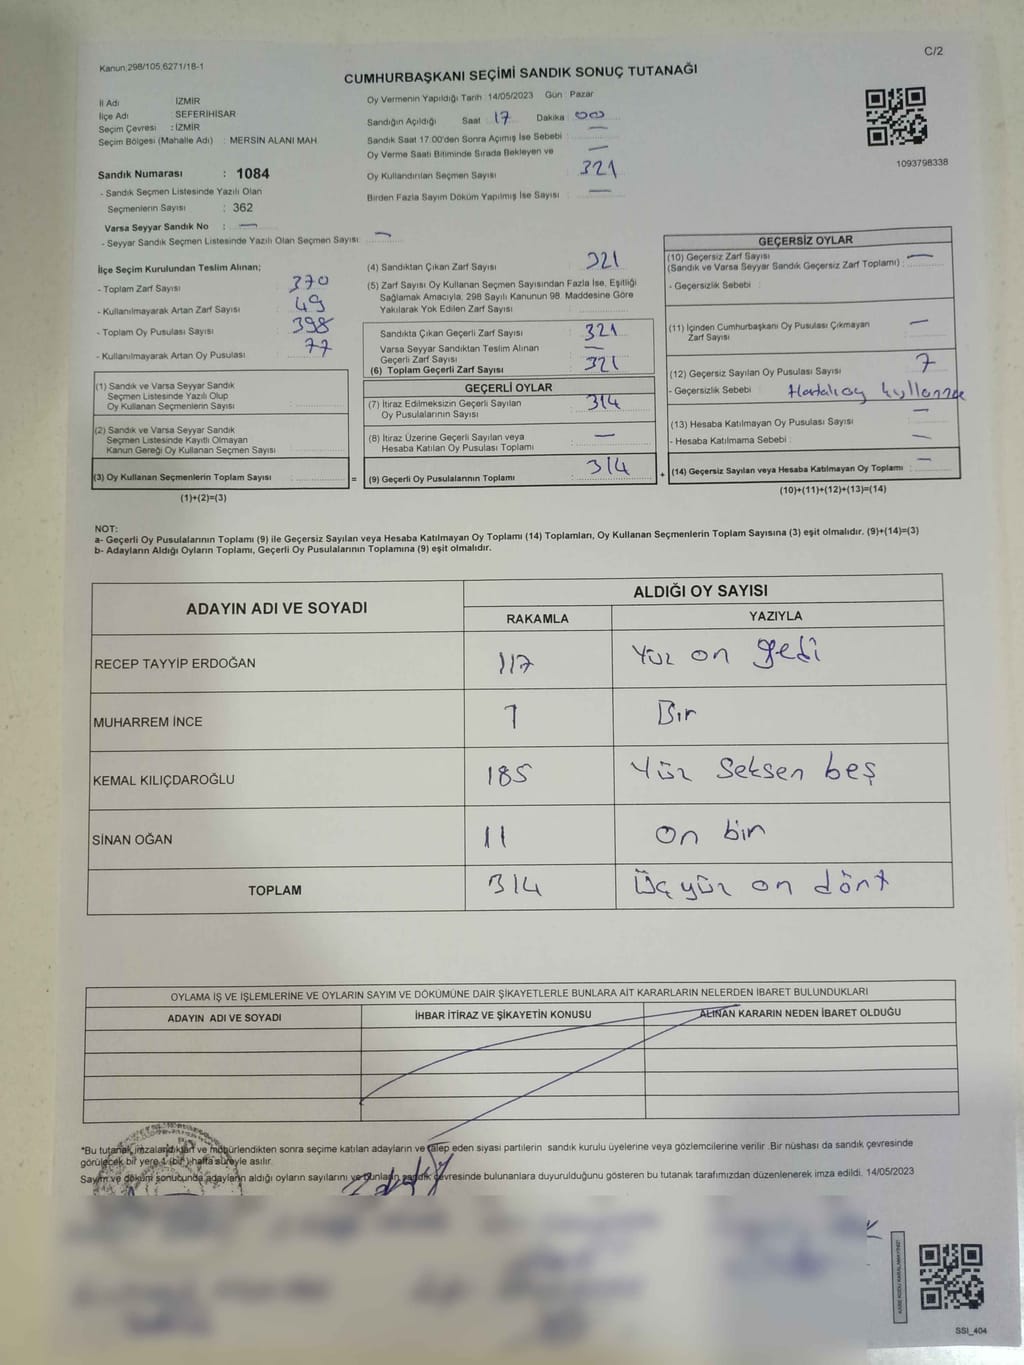 C/2
Kanun;298/105,6271/18-1
CUMHURBAŞKANI SEÇİMİ SANDIK SONUÇ TUTANAĞI
İl Adı : İZMİR
İlçe Adı : SEFERİHİSAR
Seçim Çevresi : İZMİR
Seçim Bölgesi (Mahalle Adı) : MERSİN ALANI MAH.
Sandık Numarası : 1084
- Sandık Seçmen Listesinde Yazılı Olan
Seçmenlerin Sayısı : 362
Varsa Seyyar Sandık No : —
- Seyyar Sandık Seçmen Listesinde Yazılı Olan Seçmen Sayısı: —
Oy Vermenin Yapıldığı Tarih :14/05/2023 Gün : Pazar
Sandığın Açıldığı Saat : 17 Dakika : 00
Sandık Saat 17:00'den Sonra Açımış İse Sebebi : —
Oy Verme Saati Bitiminde Sırada Bekleyen ve —
Oy Kullandırılan Seçmen Sayısı : 321
Birden Fazla Sayım Döküm Yapılmış İse Sayısı : —
1093798338
İlçe Seçim Kurulundan Teslim Alınan;
- Toplam Zarf Sayısı : 370
- Kullanılmayarak Artan Zarf Sayısı : 49
- Toplam Oy Pusulası Sayısı : 398
- Kullanılmayarak Artan Oy Pusulası : 77
(1) Sandık ve Varsa Seyyar Sandık
Seçmen Listesinde Yazılı Olup
Oy Kullanan Seçmenlerin Sayısı :
(2) Sandık ve Varsa Seyyar Sandık
Seçmen Listesinde Kayıtlı Olmayan
Kanun Gereği Oy Kullanan Seçmen Sayısı :
(3) Oy Kullanan Seçmenlerin Toplam Sayısı :
(1)+(2)=(3)
=
(4) Sandıktan Çıkan Zarf Sayısı : 321
(5) Zarf Sayısı Oy Kullanan Seçmen Sayısından Fazla İse, Eşitliği
Sağlamak Amacıyla, 298 Sayılı Kanunun 98. Maddesine Göre
Yakılarak Yok Edilen Zarf Sayısı :
Sandıkta Çıkan Geçerli Zarf Sayısı : 321
Varsa Seyyar Sandıktan Teslim Alınan —
Geçerli Zarf Sayısı :
(6) Toplam Geçerli Zarf Sayısı : 321
GEÇERLİ OYLAR
(7) İtiraz Edilmeksizin Geçerli Sayılan : 314
Oy Pusulalarının Sayısı
(8) İtiraz Üzerine Geçerli Sayılan veya : —
Hesaba Katılan Oy Pusulası Toplamı
(9) Geçerli Oy Pusulalarının Toplamı : 314
+
GEÇERSİZ OYLAR
(10) Geçersiz Zarf Sayısı
(Sandık ve Varsa Seyyar Sandık Geçersiz Zarf Toplamı) : —
- Geçersizlik Sebebi :
(11) İçinden Cumhurbaşkanı Oy Pusulası Çıkmayan : —
Zarf Sayısı
(12) Geçersiz Sayılan Oy Pusulası Sayısı : 7
- Geçersizlik Sebebi : Hatalı oy
(13) Hesaba Katılmayan Oy Pusulası Sayısı : —
- Hesaba Katılmama Sebebi : —
(14) Geçersiz Sayılan veya Hesaba Katılmayan Oy Toplamı : —
(10)+(11)+(12)+(13)=(14)
NOT:
a- Geçerli Oy Pusulalarının Toplamı (9) ile Geçersiz Sayılan veya Hesaba Katılmayan Oy Toplamı (14) Toplamları, Oy Kullanan Seçmenlerin Toplam Sayısına (3) eşit olmalıdır. (9)+(14)=(3)
b- Adayların Aldığı Oyların Toplamı, Geçerli Oy Pusulalarının Toplamına (9) eşit olmalıdır.
ADAYIN ADI VE SOYADI ALDIĞI OY SAYISI
RAKAMLA YAZIYLA
RECEP TAYYİP ERDOĞAN 117 Yüz on yedi
MUHARREM İNCE 1 Bir
KEMAL KILIÇDAROĞLU 185 Yüz Seksen beş
SİNAN OĞAN 11 On bir
TOPLAM 314 Üç yüz on dört
OYLAMA İŞ VE İŞLEMLERİNE VE OYLARIN SAYIM VE DÖKÜMÜNE DAİR ŞİKAYETLERLE BUNLARA AİT KARARLARIN NELERDEN İBARET BULUNDUKLARI
ADAYIN ADI VE SOYADI İHBAR İTİRAZ VE ŞİKAYETİN KONUSU ALINAN KARARIN NEDEN İBARET OLDUĞU
*Bu tutanak imzalandıktan ve mühürlendikten sonra seçime katılan adayların ve talep eden siyasi partilerin sandık kurulu üyelerine veya gözlemcilerine verilir. Bir nüshası da sandık çevresinde
görülecek bir yere 1 (bir) hafta süreyle asılır.
Sayım ve döküm sonucunda adayların aldığı oyların sayılarını ve bunların sandık çevresinde bulunanlara duyurulduğunu gösteren bu tutanak tarafımızdan düzenlenerek imza edildi. 14/05/2023
SSI_404